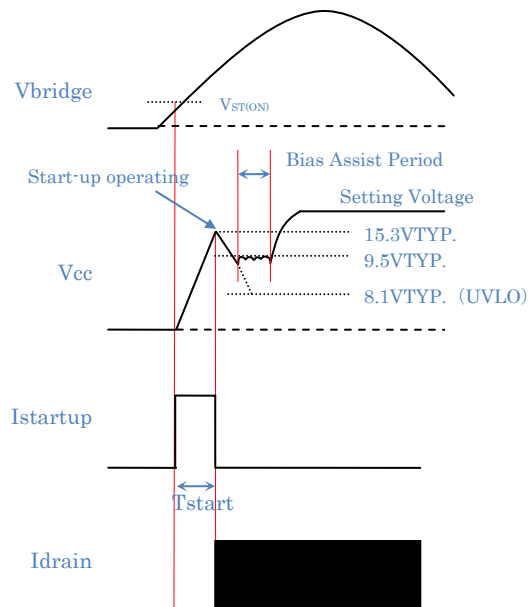 Vbridge
VST(ON)
Bias Assist Period
Start-up operating
Setting Voltage
15.3VTYP.
9.5VTYP.
Vcc
8.1VTYP. (UVLO)
Istartup
Tstart
Idrain